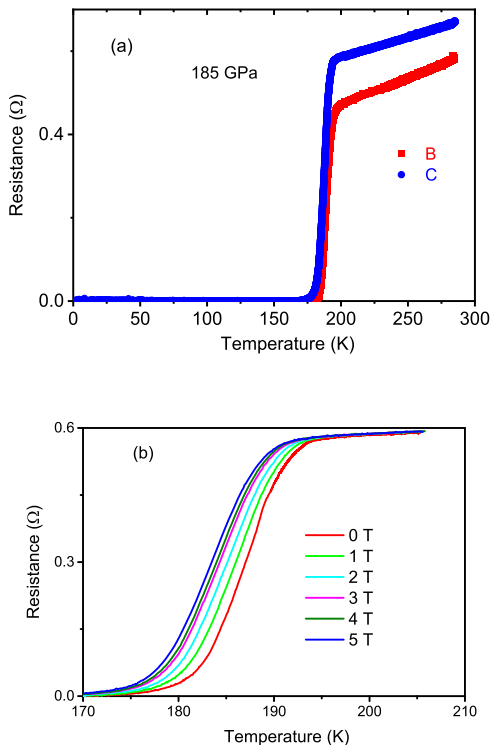 (a)
185 GPa
Resistance (Ω)
0.4
0.0
B
C
0 50 100 150 200 250 300
Temperature (K)
(b)
Resistance (Ω)
0.6
0.3
0.0
0 T
1 T
2 T
3 T
4 T
5 T
170 180 190 200 210
Temperature (K)